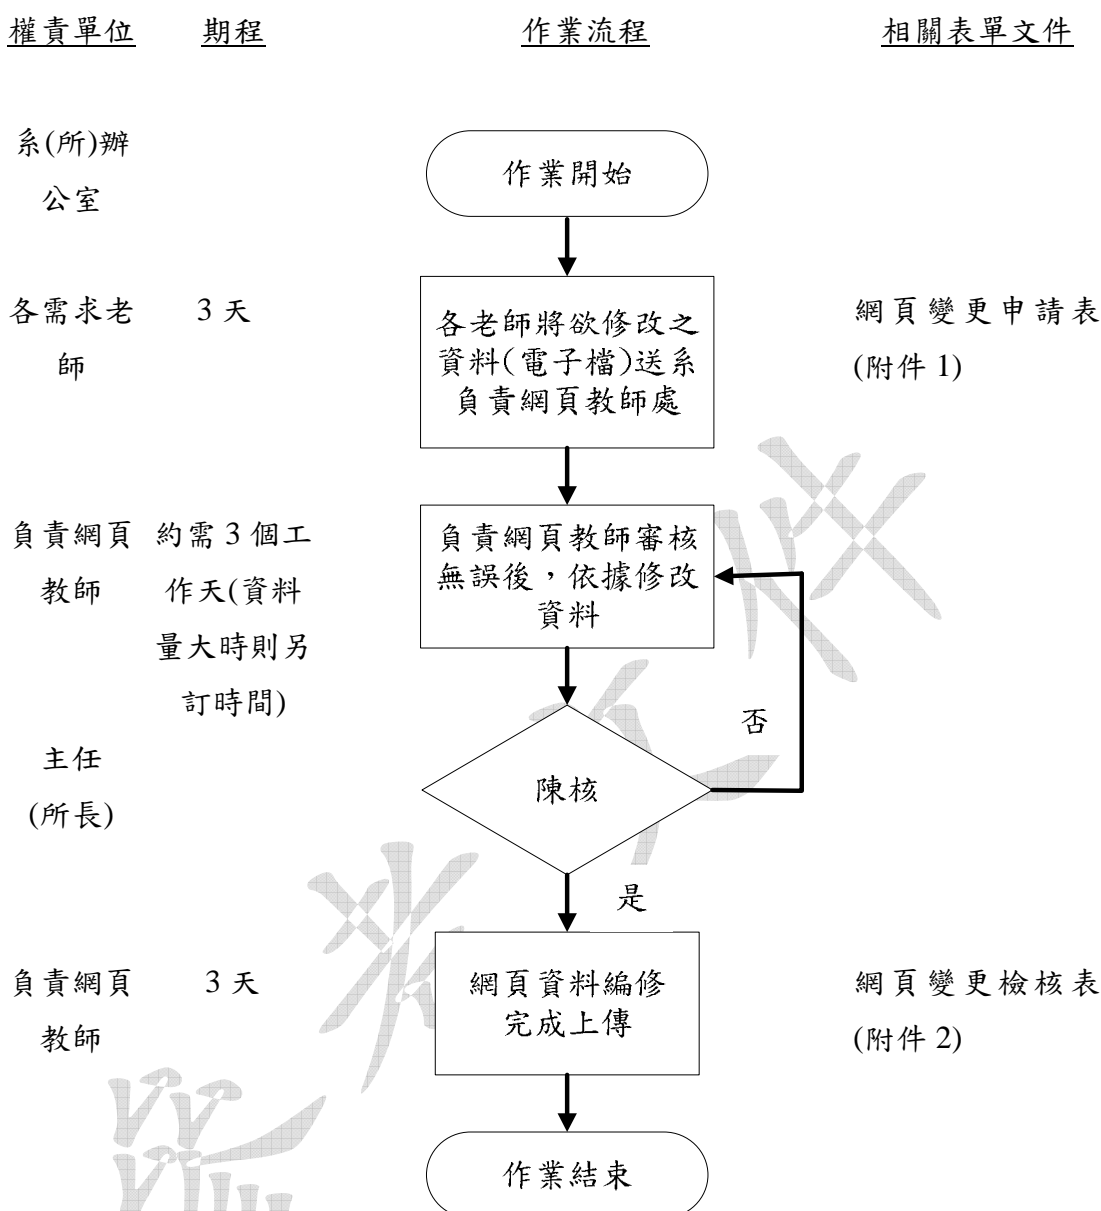 權責單位 期程 作業流程 相關表單文件
系(所)辦
公室
作業開始
各需求老
師
3 天
各老師將欲修改之
資料(電子檔)送系
負責網頁教師處
網頁變更申請表
(附件 1)
負責網頁
教師
約需 3 個工
作天(資料
量大時則另
訂時間)
負責網頁教師審核
無誤後，依據修改
資料
主任
(所長)
陳核
否
是
負責網頁
教師
3 天
網頁資料編修
完成上傳
網頁變更檢核表
(附件 2)
作業結束